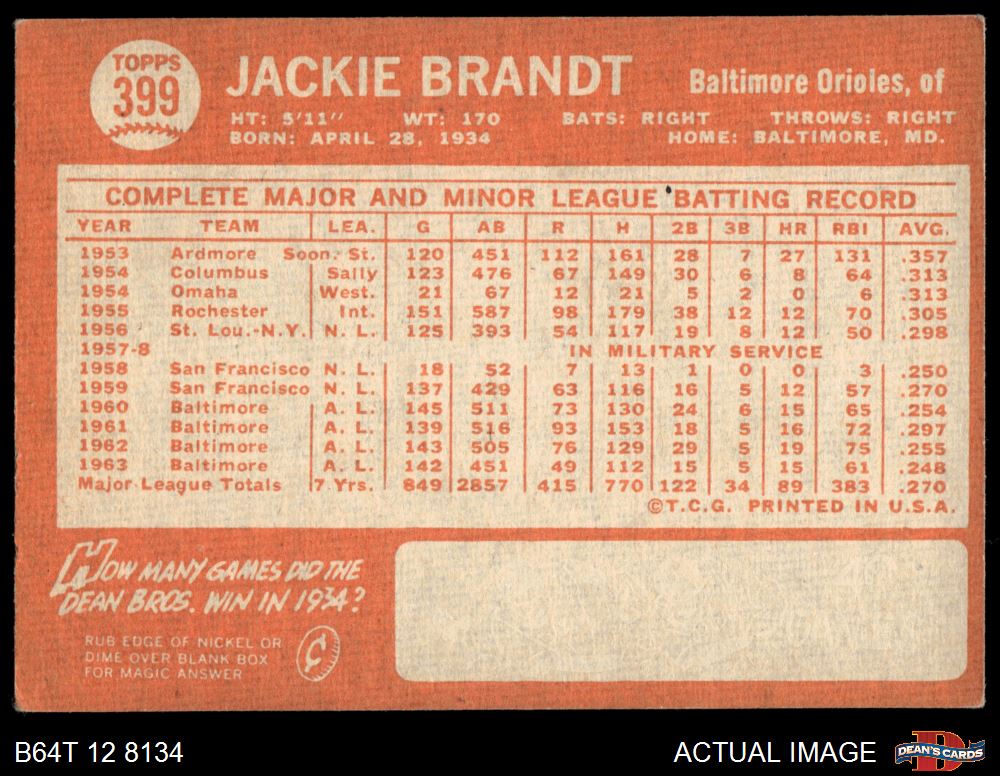 TOPPS
399
JACKIE BRANDT
Baltimore Orioles, of
HT: 5'11" WT: 170 BATS: RIGHT THROWS: RIGHT
BORN: APRIL 28, 1934 HOME: BALTIMORE, MD.
COMPLETE MAJOR AND MINOR LEAGUE BATTING RECORD
YEAR TEAM LEA. G AB R H 2B 3B HR RBI AVG.
1953 Ardmore Soon. St. 120 451 112 161 28 7 27 131 .357
1954 Columbus Sally 123 476 67 149 30 6 8 64 .313
1954 Omaha West. 21 67 12 21 5 2 0 6 .313
1955 Rochester Int. 151 587 98 179 38 12 12 70 .305
1956 St. Lou.-N.Y. N. L. 125 393 54 117 19 8 12 50 .298
1957-8 IN MILITARY SERVICE
1958 San Francisco N. L. 18 52 7 13 1 0 0 3 .250
1959 San Francisco N. L. 137 429 63 116 16 5 12 57 .270
1960 Baltimore A. L. 145 511 73 130 24 6 15 65 .254
1961 Baltimore A. L. 139 516 93 153 18 5 16 72 .297
1962 Baltimore A. L. 143 505 76 129 29 5 19 75 .255
1963 Baltimore A. L. 142 451 49 112 15 5 15 61 .248
Major League Totals 7 Yrs. 849 2857 415 770 122 34 89 383 .270
©T.C.G. PRINTED IN U.S.A.
HOW MANY GAMES DID THE
DEAN BROS. WIN IN 1934?
RUB EDGE OF NICKEL OR
DIME OVER BLANK BOX
FOR MAGIC ANSWER
¢
B64T 12 8134
ACTUAL IMAGE
D
DEAN'S CARDS